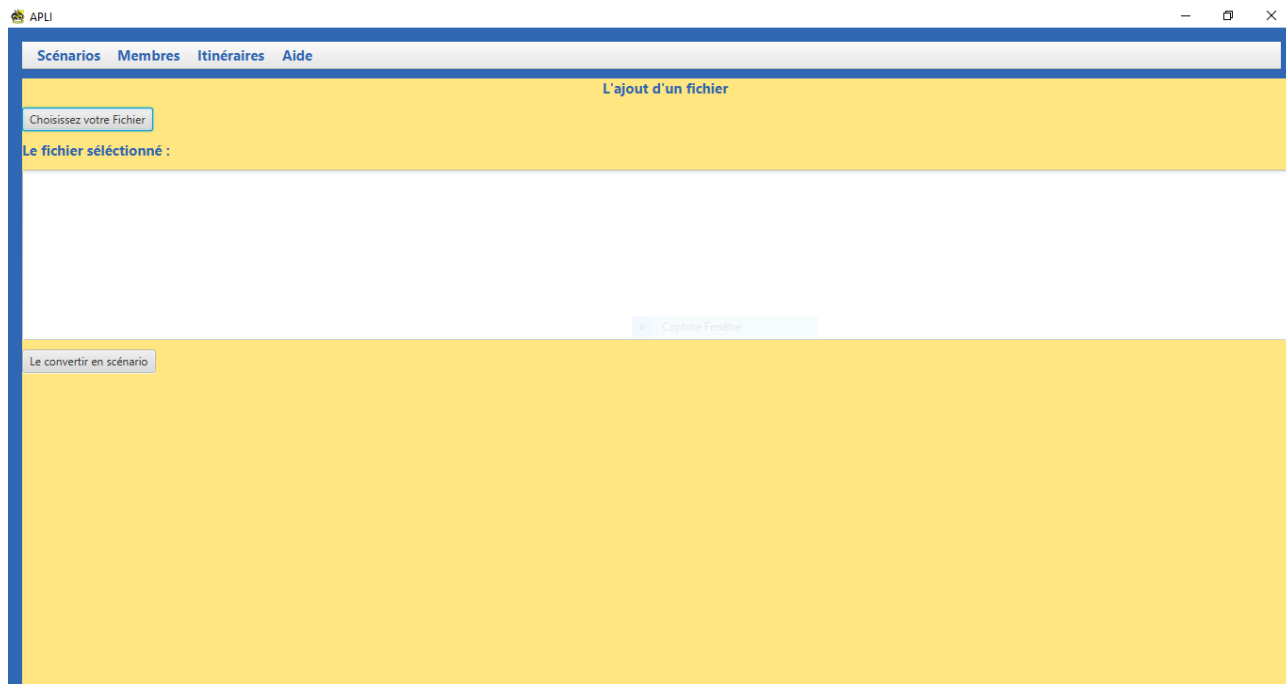 APLI
Scénarios Membres Itinéraires Aide
L'ajout d'un fichier
Choisissez votre Fichier
Le fichier séléctionné :
Capture Fenêtre
Le convertir en scénario